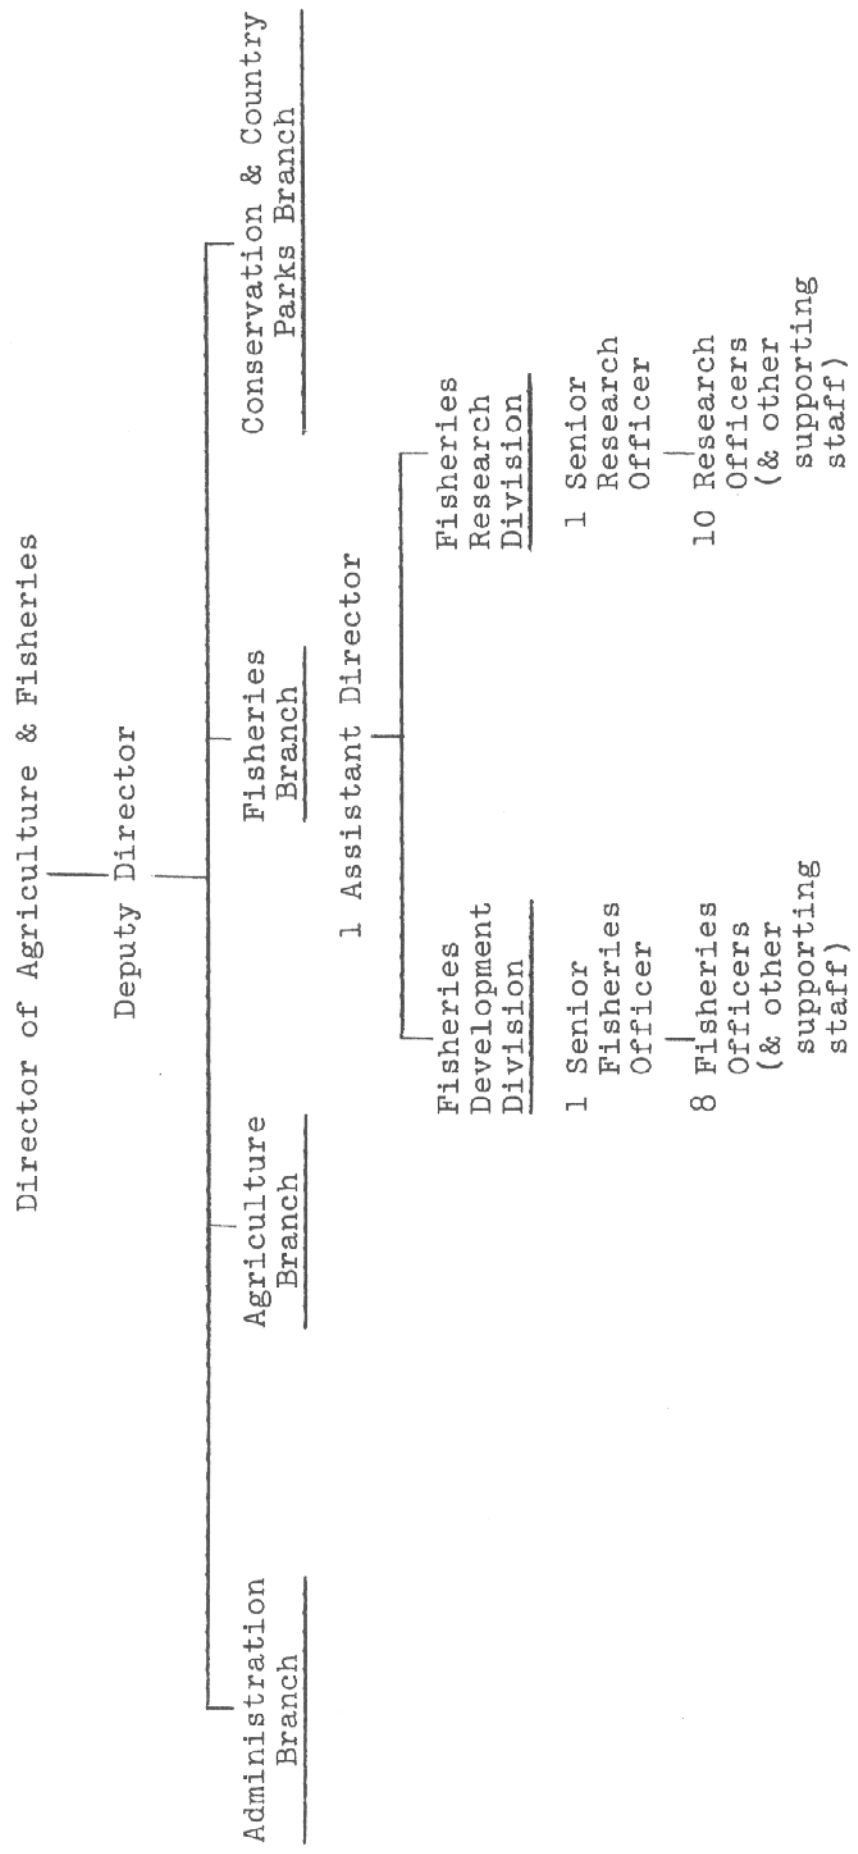 Director of Agriculture & Fisheries
Deputy Director
Administration
Branch
Agriculture
Branch
Fisheries
Branch
Conservation & Country
Parks Branch
1 Assistant Director
Fisheries
Development
Division
1 Senior
Fisheries
Officer
8 Fisheries
Officers
(& other
supporting
staff)
Fisheries
Research
Division
1 Senior
Research
Officer
10 Research
Officers
(& other
supporting
staff)